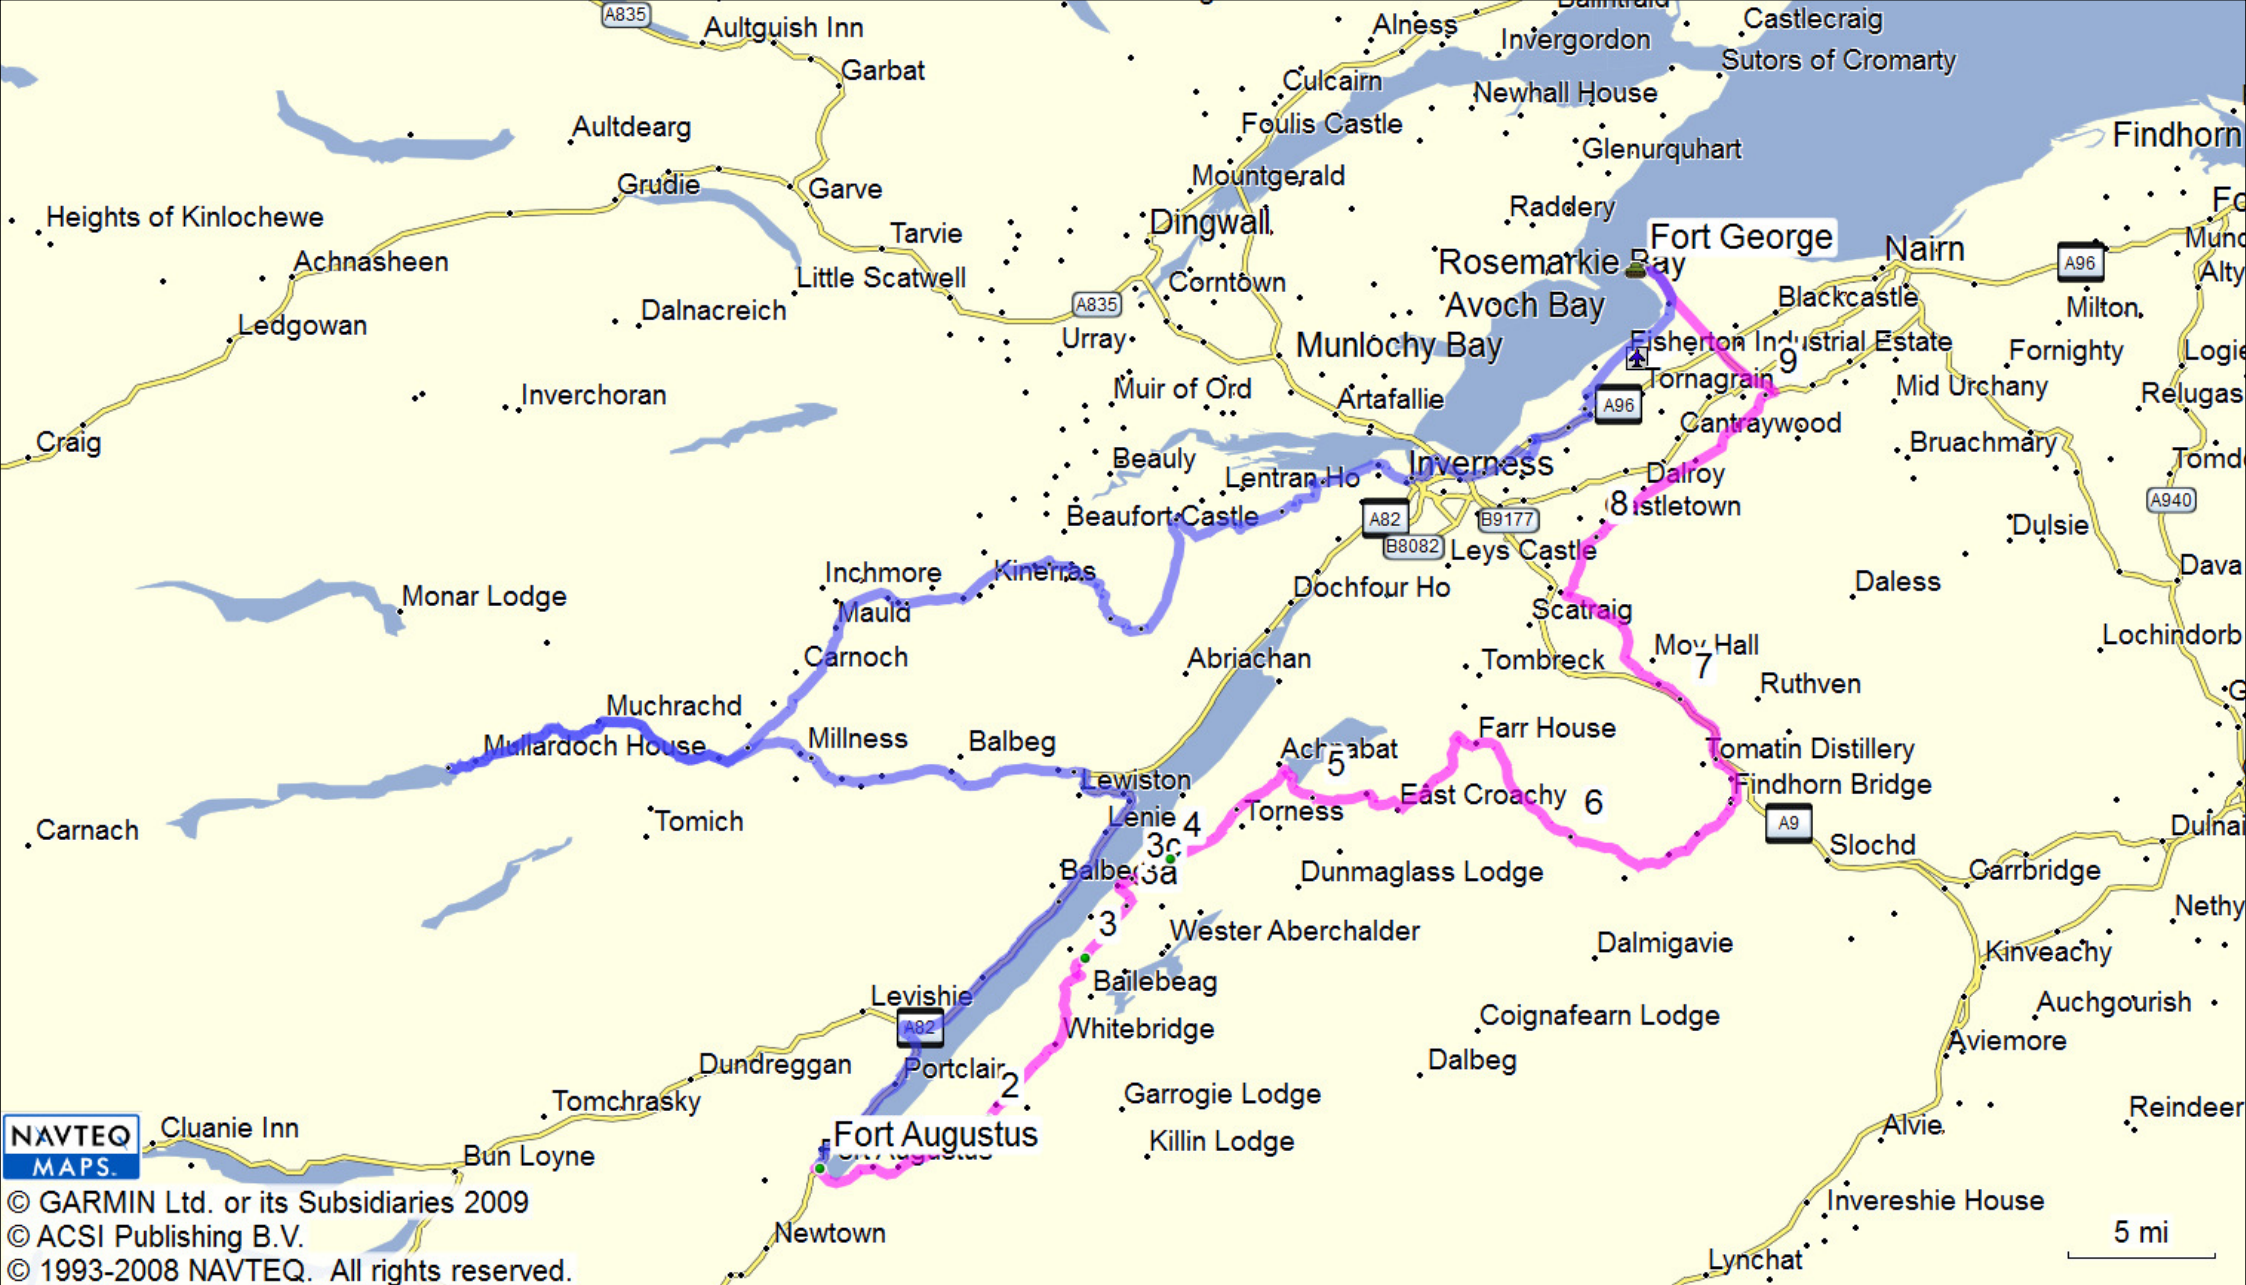 A835
Aultguish Inn
Alness
Castlecraig
Invergordon
Sutors of Cromarty
Garbat
Culcairn
Newhall House
Aultdearg
Foulis Castle
Findhorn
Glenurquhart
Mountgerald
Grudie
Garve
Raddery
Heights of Kinlochewe
Dingwall
Tarvie
Fort George
Nairn
Achnasheen
Rosemarkie Bay
A96
Little Scatwell
Corntown
Blackcastle
A835
Avoch Bay
Milton
Dalnacreich
Ledgowan
Urray
Munlochy Bay
Fisherton Industrial Estate
Fornighty
9
Tornagrain
Muir of Ord
Mid Urchany
Inverchoran
Artafallie
A96
Cantraywood
Craig
Bruachmary
Beauly
Inverness
Lentran Ho
Dalroy
A940
8
Beaufort Castle
A82
B9177
Dulsie
B8082
Leys Castle
Dava
Inchmore
Kinerras
Monar Lodge
Dochfour Ho
Daless
Mauld
Scatraig
Moy Hall
Carnoch
Abriachan
Tombreck
7
Ruthven
Muchrachd
Farr House
Mullardoch House
Millness
Balbeg
Achnabat
Tomatin Distillery
5
Lewiston
Findhorn Bridge
East Croachy
6
Torness
Lenie
4
A9
Carnach
Tomich
3c
Slochd
3a
Dunmaglass Lodge
Carrbridge
3
Wester Aberchalder
Dalmigavie
Kinveachy
Bailebeag
Levishie
Auchgourish
A82
Whitebridge
Coignafearn Lodge
Aviemore
Dundreggan
Portclair
Dalbeg
2
Tomchrasky
Garrogie Lodge
NAVTEQ
MAPS
Cluanie Inn
Fort Augustus
Fort Augustus
Killin Lodge
Alvie
Bun Loyne
© GARMIN Ltd. or its Subsidiaries 2009
Invereshie House
© ACSI Publishing B.V.
Newtown
5 mi
© 1993-2008 NAVTEQ. All rights reserved.
Lynchat